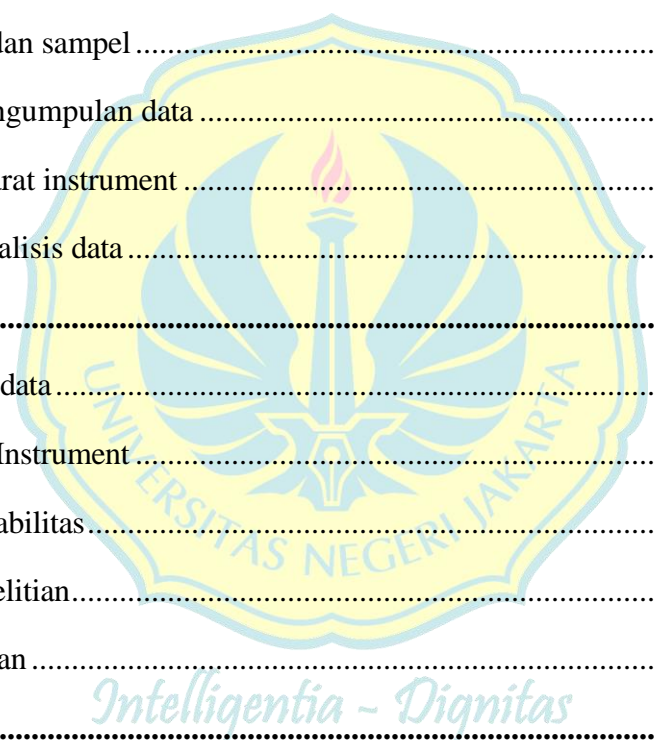 dan sampel ..........................................................................
ngumpulan data .................................................................
arat instrument ...................................................................
alisis data ...........................................................................
..............................................................................................
data ......................................................................................
Instrument ..........................................................................
abilitas .................................................................................
elitian ...................................................................................
an .........................................................................................
..............................................................................................
UNIVERSITAS NEGERI JAKARTA
Intelligentia - Dignitas